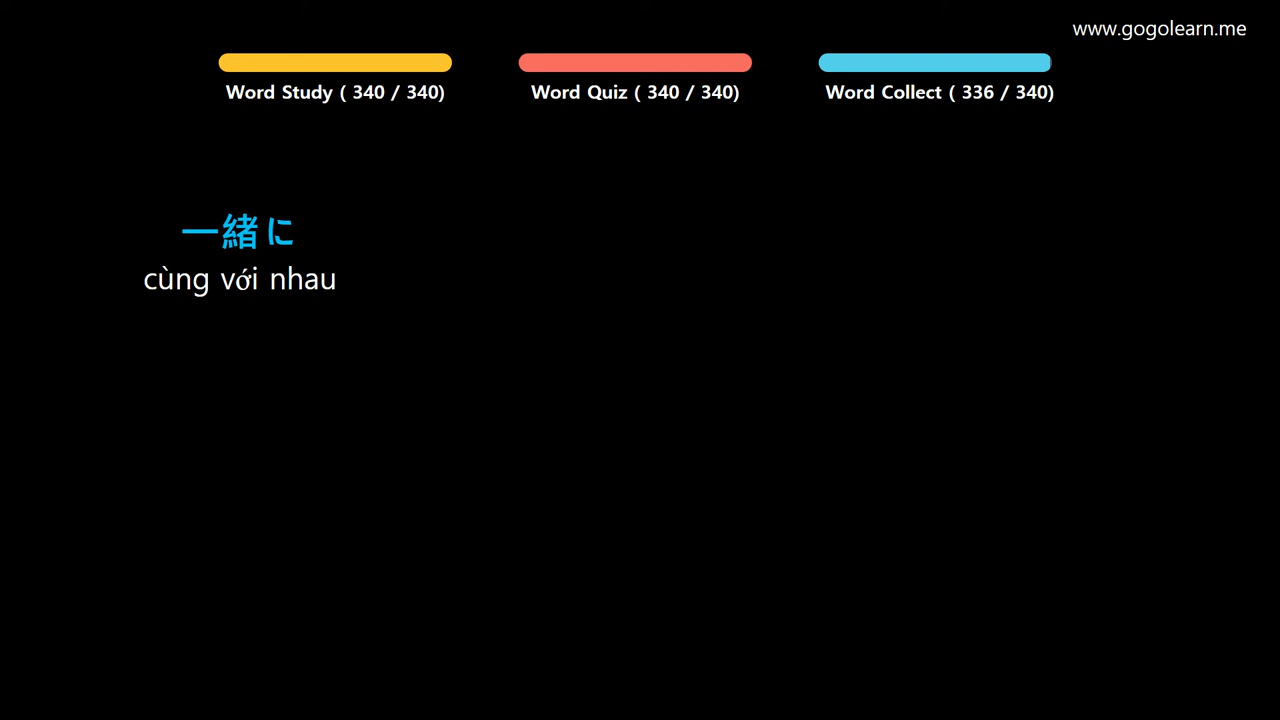 www.gogolearn.me
Word Study ( 340 / 340)
Word Quiz ( 340 / 340)
Word Collect ( 336 / 340)
一緒に
cùng với nhau